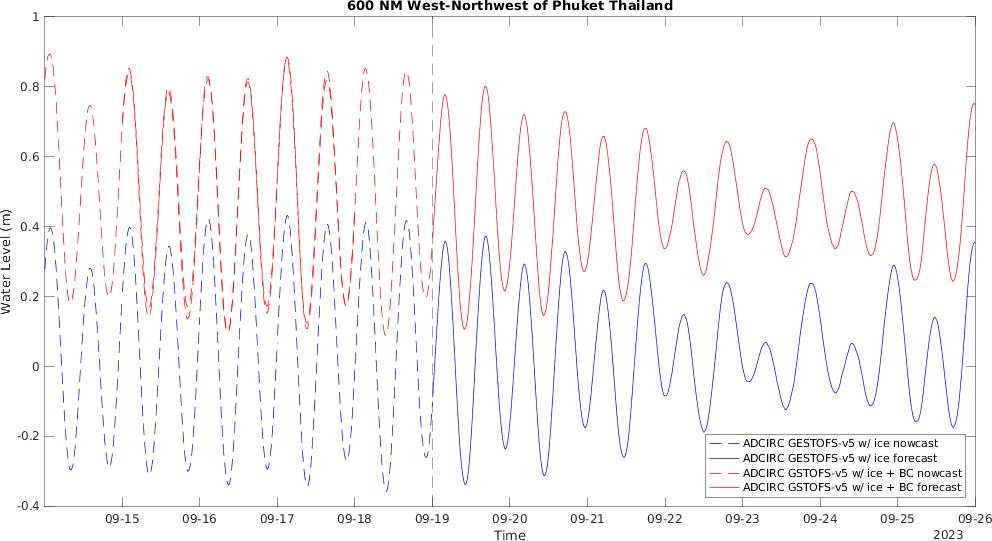 600 NM West-Northwest of Phuket Thailand
1
0.8
0.6
0.4
0.2
0
-0.2
-0.4
Water Level (m)
ADCIRC GESTOFS-v5 w/ ice nowcast
ADCIRC GESTOFS-v5 w/ ice forecast
ADCIRC GSTOFS-v5 w/ ice + BC nowcast
ADCIRC GSTOFS-v5 w/ ice + BC forecast
09-15 09-16 09-17 09-18 09-19 09-20 09-21 09-22 09-23 09-24 09-25 09-26
Time
2023